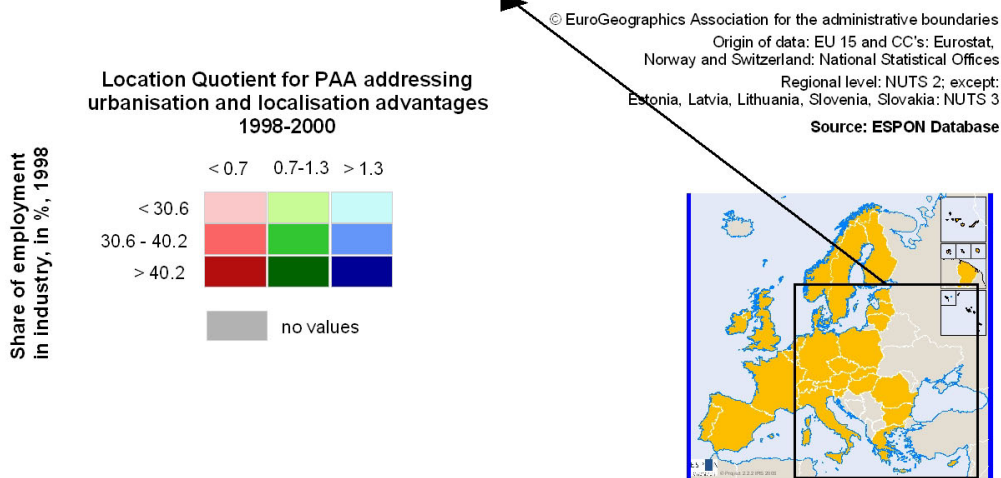 © EuroGeographics Association for the administrative boundaries
Origin of data: EU 15 and CC's: Eurostat,
Norway and Switzerland: National Statistical Offices
Regional level: NUTS 2; except:
Estonia, Latvia, Lithuania, Slovenia, Slovakia: NUTS 3
Source: ESPON Database
Location Quotient for PAA addressing
urbanisation and localisation advantages
1998-2000
Share of employment
in industry, in %, 1998
< 0.7 0.7-1.3 > 1.3
< 30.6
30.6 - 40.2
> 40.2
no values